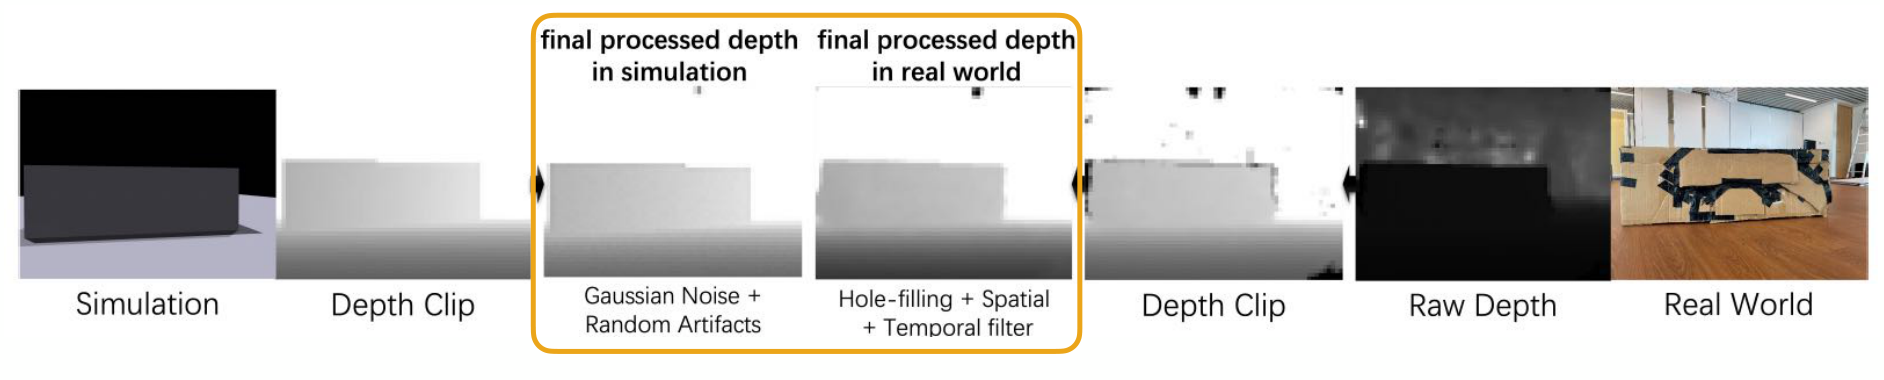 final processed depth
in simulation
final processed depth
in real world
Simulation
Depth Clip
Gaussian Noise +
Random Artifacts
Hole-filling + Spatial
+ Temporal filter
Depth Clip
Raw Depth
Real World